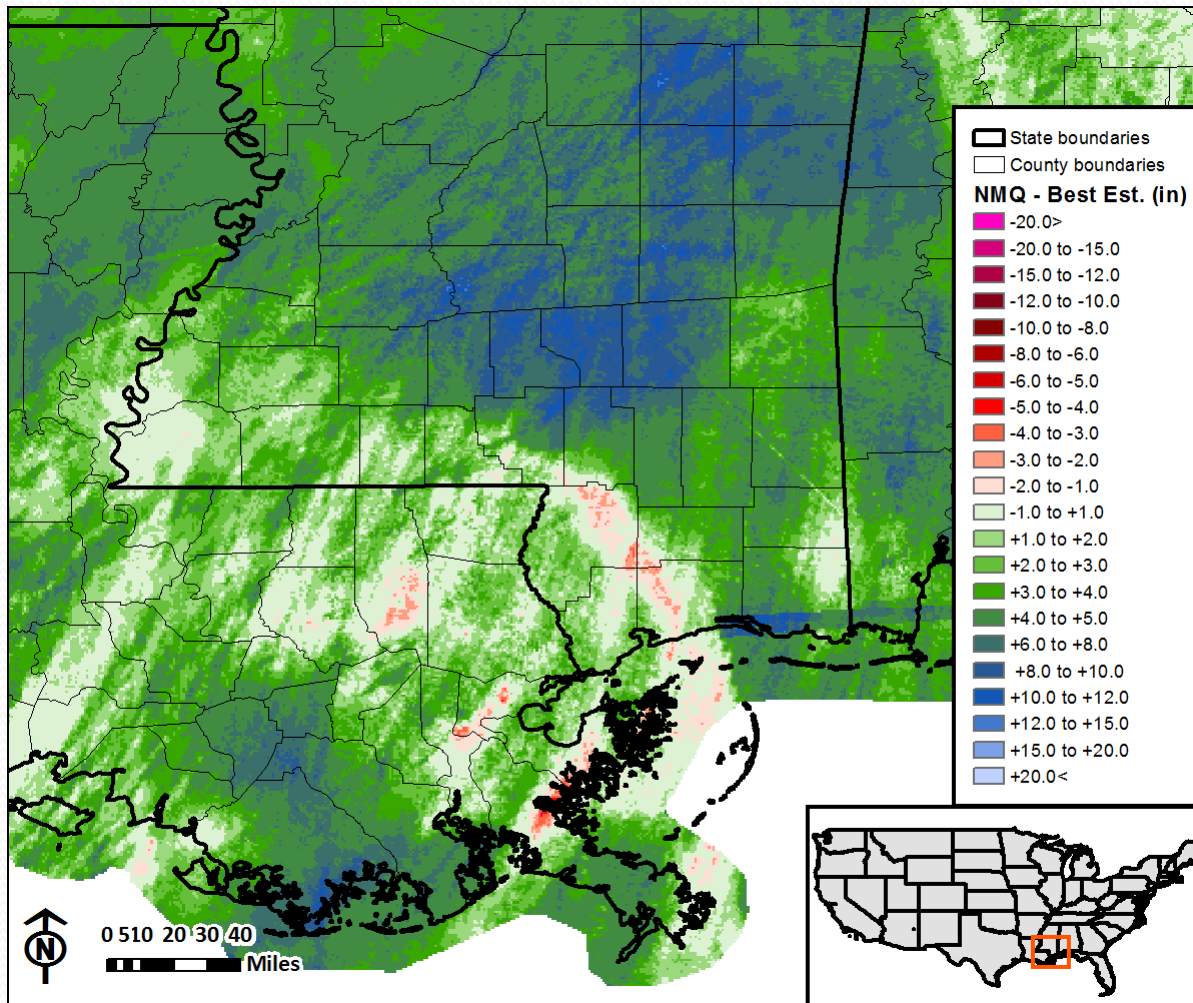 State boundaries
County boundaries
NMQ - Best Est. (in)
-20.0>
-20.0 to -15.0
-15.0 to -12.0
-12.0 to -10.0
-10.0 to -8.0
-8.0 to -6.0
-6.0 to -5.0
-5.0 to -4.0
-4.0 to -3.0
-3.0 to -2.0
-2.0 to -1.0
-1.0 to +1.0
+1.0 to +2.0
+2.0 to +3.0
+3.0 to +4.0
+4.0 to +5.0
+6.0 to +8.0
+8.0 to +10.0
+10.0 to +12.0
+12.0 to +15.0
+15.0 to +20.0
+20.0<
N
0 510 20 30 40
Miles